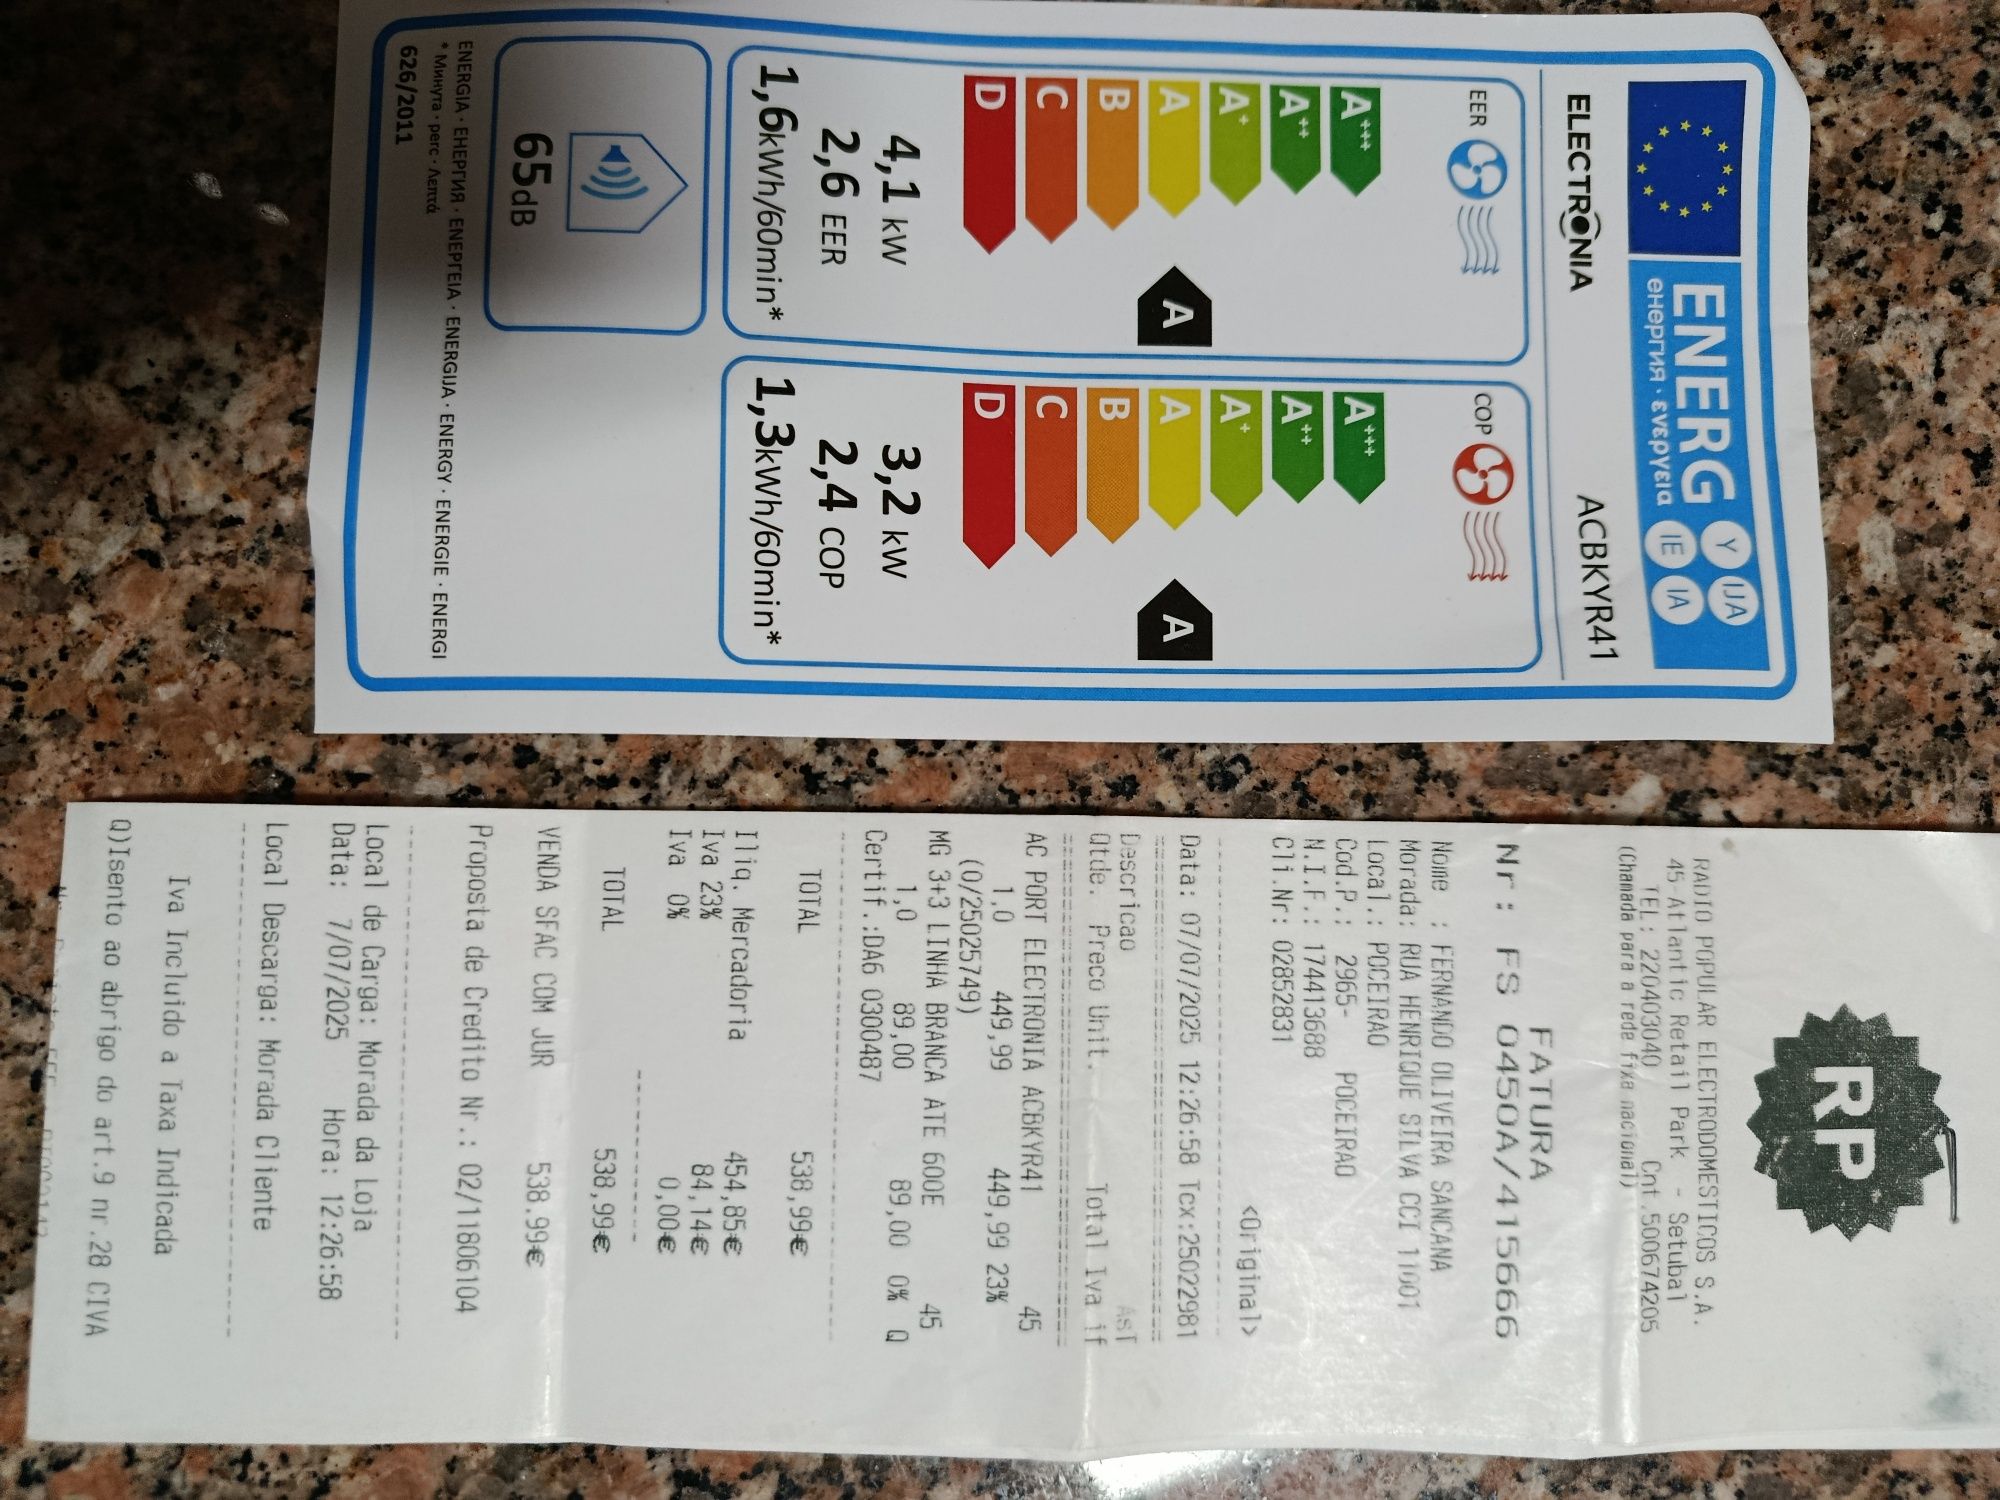 ENERG
Y IJA
IE IA
енергия · ενεργεια
ELECTRONIA
ACBKYR41
EER
A+++
A++
A+
A
B
C
D
A
4,1 kW
2,6 EER
1,6kWh/60min*
COP
A+++
A++
A+
A
B
C
D
A
3,2 kW
2,4 COP
1,3kWh/60min*
65dB
ENERGIA · ЕНЕРГИЯ · ΕΝΕΡΓΕΙΑ · ENERGIJA · ENERGY · ENERGIE · ENERGI
* Минута · perc · Λεπτά
626/2011
RP
RADIO POPULAR ELECTRODOMESTICOS S.A.
45-Atlantic Retail Park - Setubal
TEL: 220403040 Cnt.500674205
(Chamada para a rede fixa nacional)
FATURA
Nr: FS 0450A/415666
Nome : FERNANDO OLIVEIRA SANCANA
Morada: RUA HENRIQUE SILVA CCI 11001
Local.: POCEIRAO
Cod.P.: 2965- POCEIRAO
N.I.F.: 174413688
Cli.Nr: 02852831
<Original>
Data: 07/07/2025 12:26:58 Tcx:25022981
Descricao AsT
Qtde. Preco Unit. Total Iva if
AC PORT ELECTRONIA ACBKYR41 45
1,0 449,99 449,99 23%
(0/25025749)
MG 3+3 LINHA BRANCA ATE 600E 45
1,0 89,00 89,00 0% Q
Certif.:DA6 0300487
TOTAL 538,99€
Iliq. Mercadoria 454,85€
Iva 23% 84,14€
Iva 0% 0,00€
TOTAL 538,99€
VENDA SFAC COM JUR 538.99€
Proposta de Credito Nr.: 02/11806104
Local de Carga: Morada da Loja
Data: 7/07/2025 Hora: 12:26:58
Local Descarga: Morada Cliente
Iva Incluido a Taxa Indicada
Q)Isento ao abrigo do art.9 nr.28 CIVA